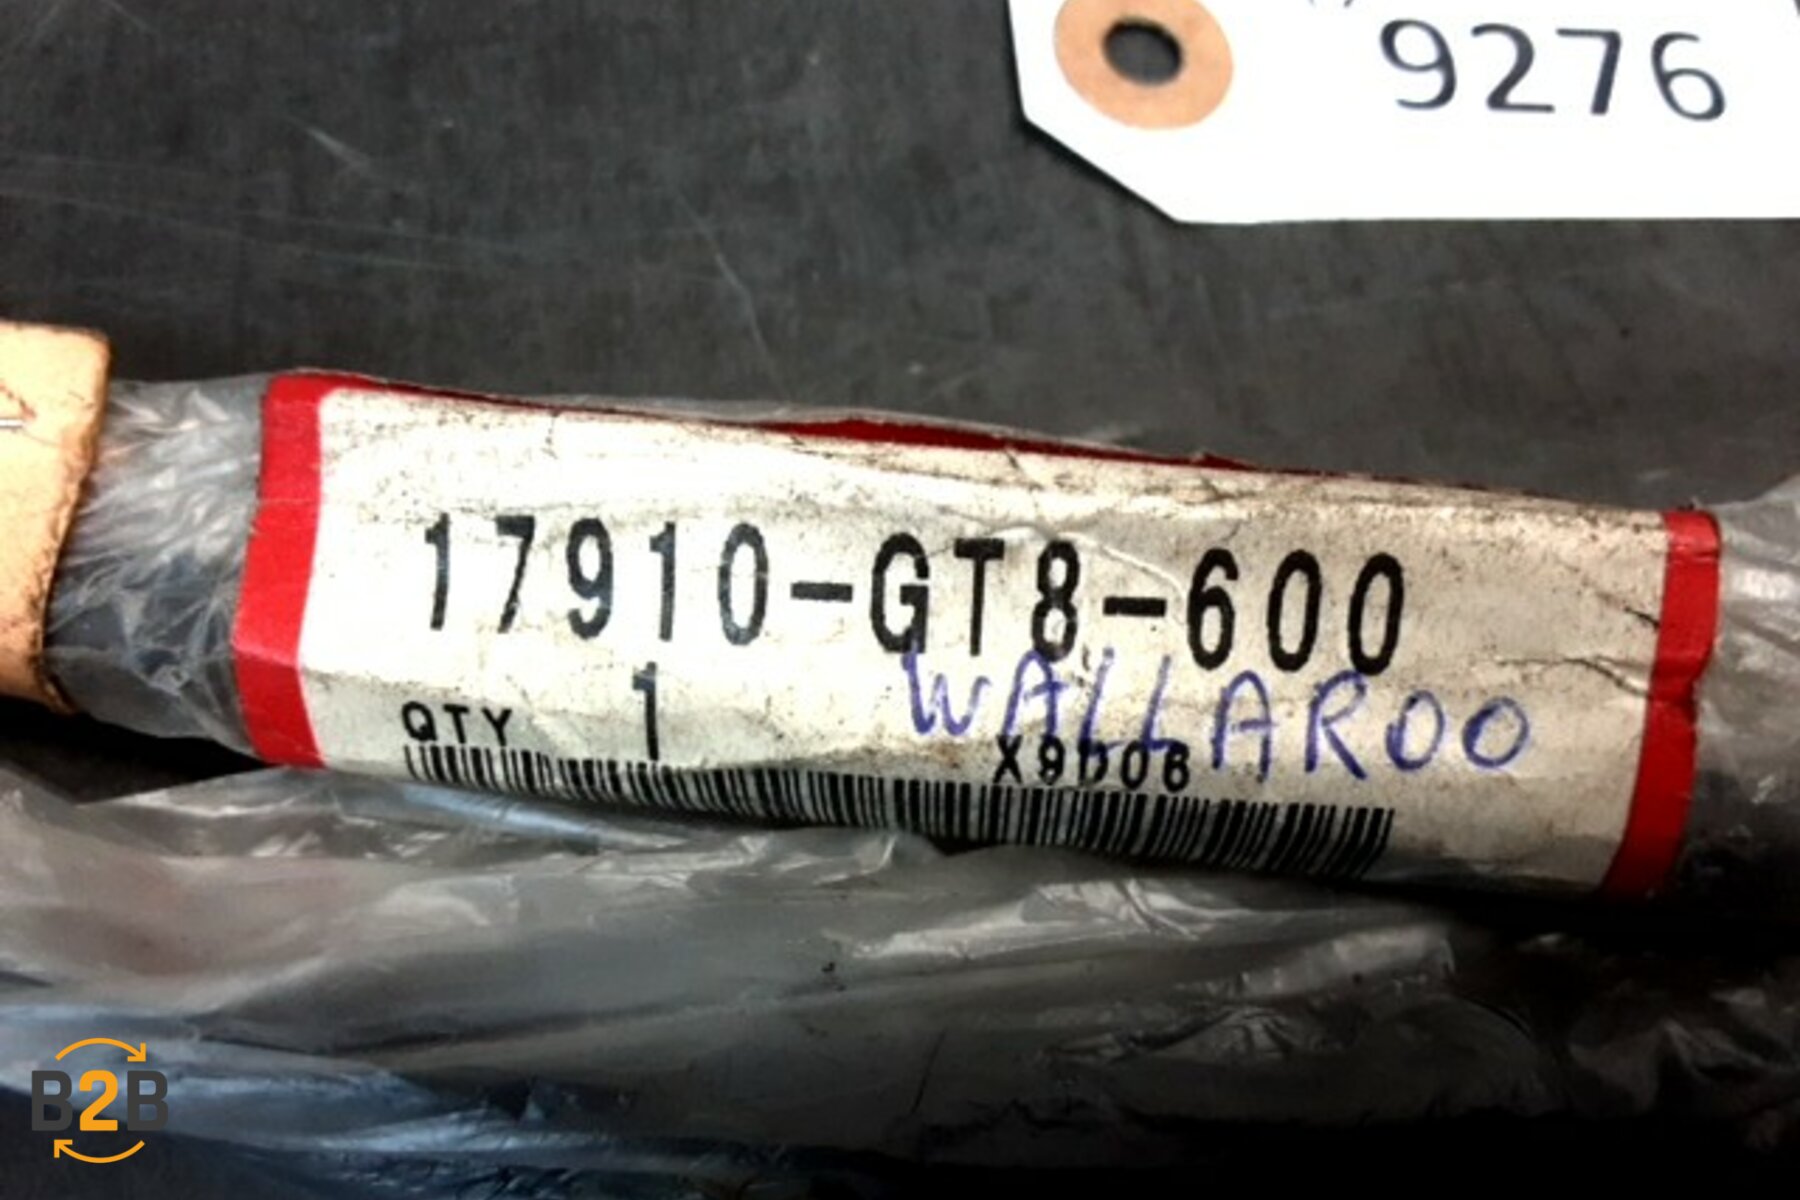 9276
17910-GT8-600
WALLAROO
QTY 1
X9D06
B2B